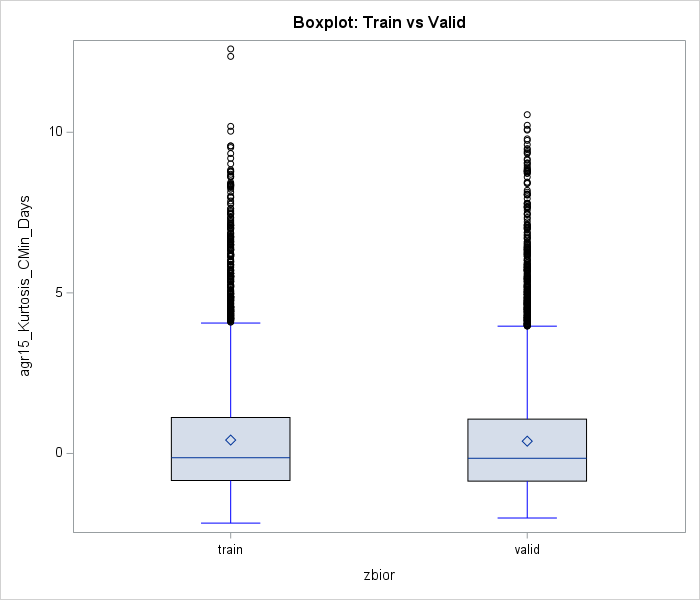 Boxplot: Train vs Valid
agr15_Kurtosis_CMin_Days
10
5
0
train
valid
zbior